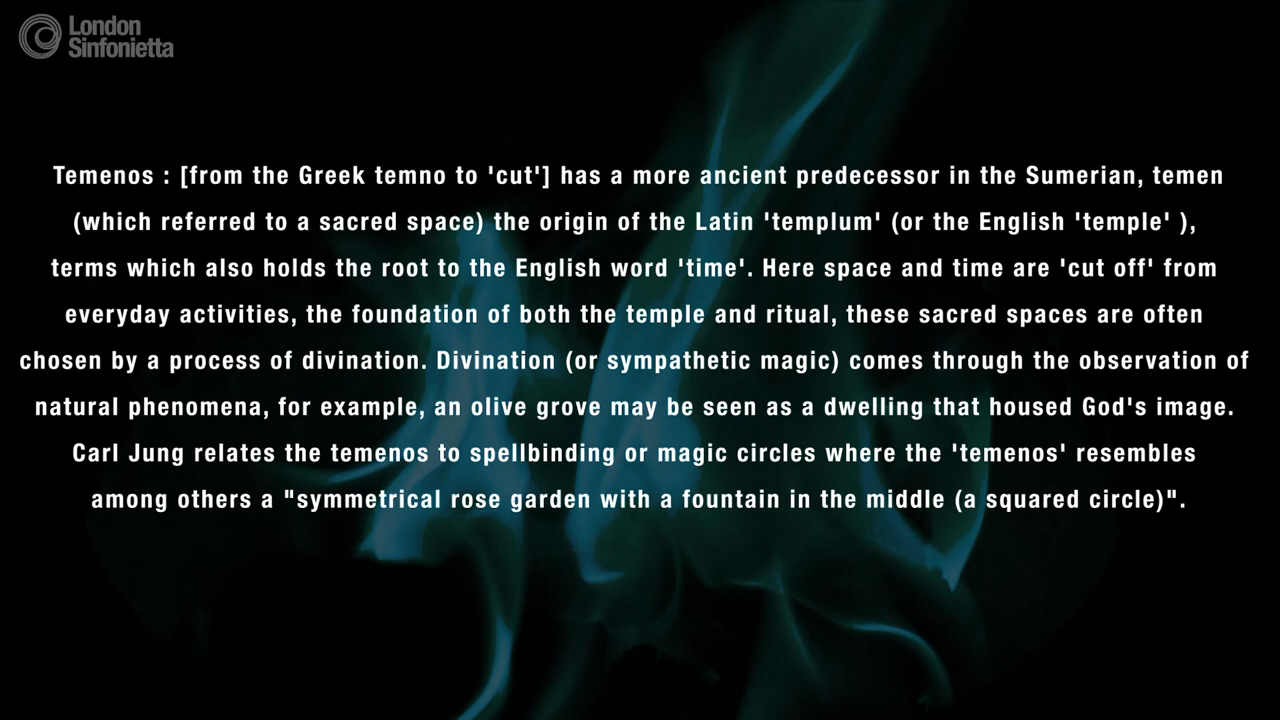 London
Sinfonietta
Temenos : [from the Greek temno to 'cut'] has a more ancient predecessor in the Sumerian, temen
(which referred to a sacred space) the origin of the Latin 'templum' (or the English 'temple' ),
terms which also holds the root to the English word 'time'. Here space and time are 'cut off' from
everyday activities, the foundation of both the temple and ritual, these sacred spaces are often
chosen by a process of divination. Divination (or sympathetic magic) comes through the observation of
natural phenomena, for example, an olive grove may be seen as a dwelling that housed God's image.
Carl Jung relates the temenos to spellbinding or magic circles where the 'temenos' resembles
among others a "symmetrical rose garden with a fountain in the middle (a squared circle)".